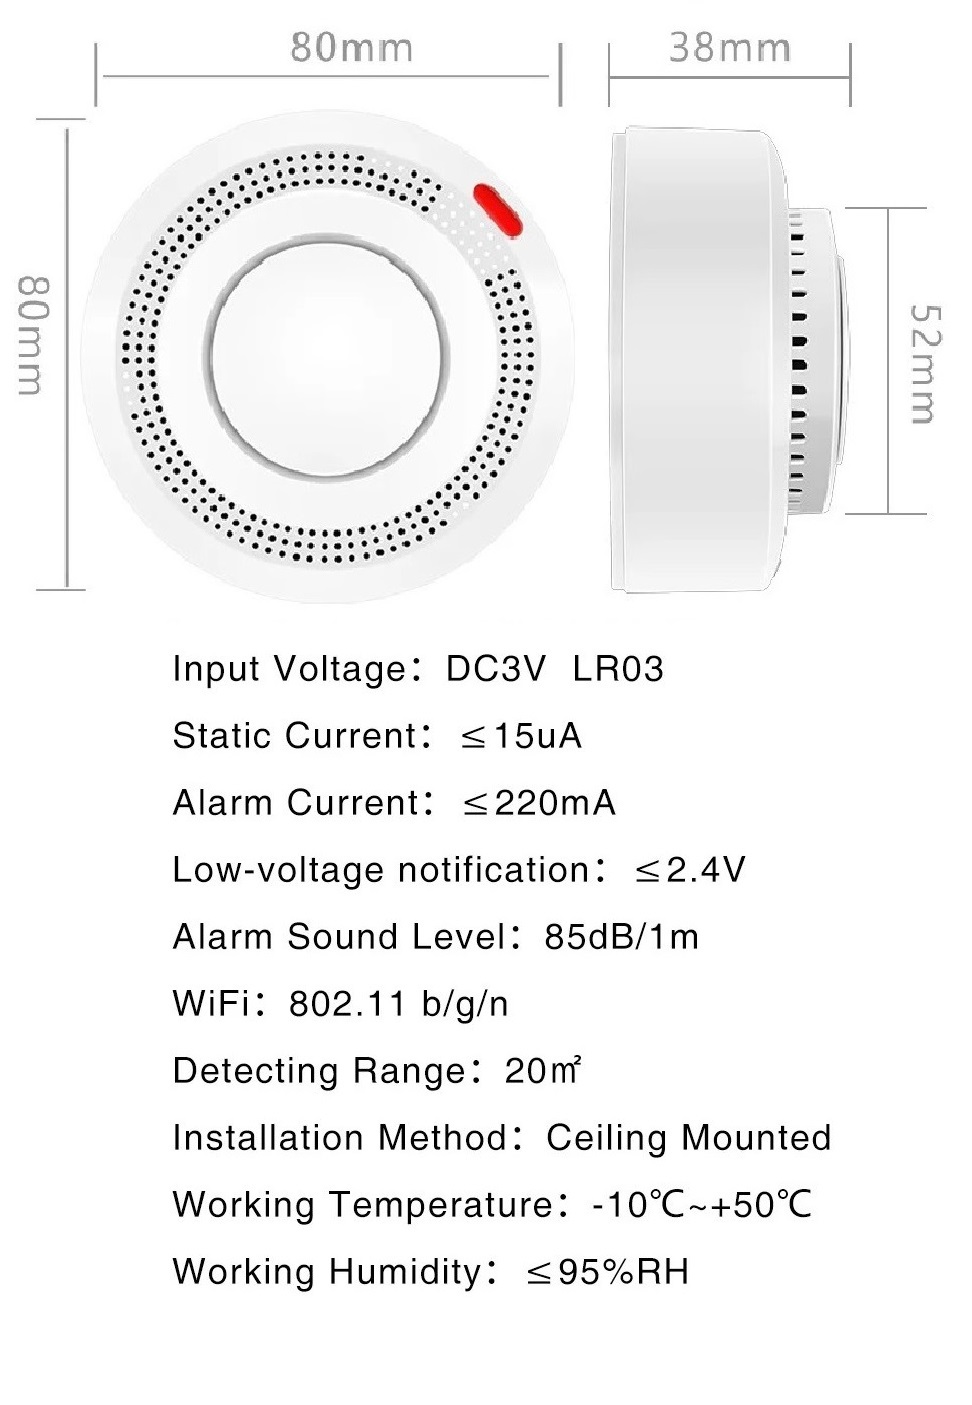 80mm
38mm
80mm
52mm
Input Voltage：DC3V LR03
Static Current：≤15uA
Alarm Current：≤220mA
Low-voltage notification：≤2.4V
Alarm Sound Level：85dB/1m
WiFi：802.11 b/g/n
Detecting Range：20㎡
Installation Method：Ceiling Mounted
Working Temperature：-10℃~+50℃
Working Humidity：≤95%RH